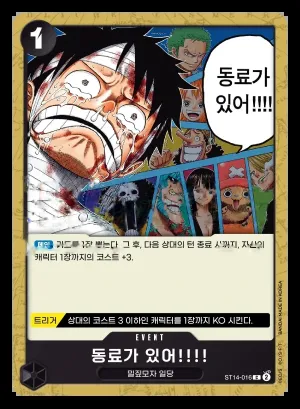 1
동료가
있어!!!!
메인 카드를 1장 뽑는다. 그 후, 다음 상대의 턴 종료 시까지, 자신의
캐릭터 1장까지의 코스트 +3.
트리거 상대의 코스트 3 이하인 캐릭터를 1장까지 KO 시킨다.
EVENT
동료가 있어!!!!
밀짚모자 일당
ST14-016 C 2